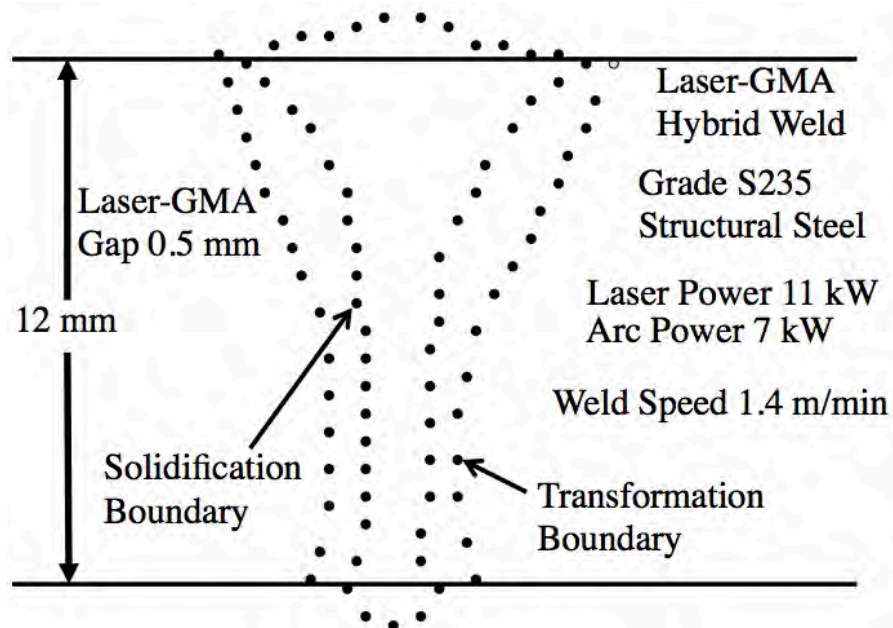 Laser-GMA
Hybrid Weld
Grade S235
Structural Steel
Laser-GMA
Gap 0.5 mm
Laser Power 11 kW
Arc Power 7 kW
12 mm
Weld Speed 1.4 m/min
Solidification
Boundary
Transformation
Boundary